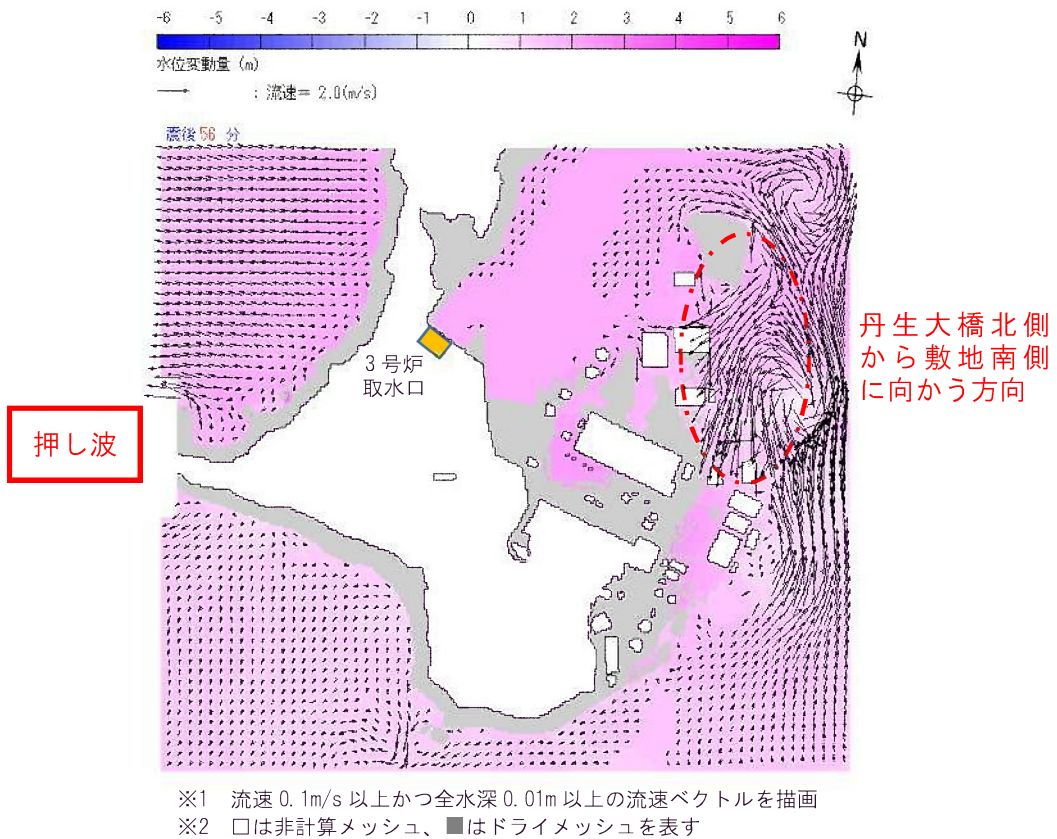 -6 -5 -4 -3 -2 -1 0 1 2 3 4 5 6
水位変動量 (m)
: 流速= 2.0(m/s)
N
震後 56 分
3号炉
取水口
丹生大橋北側
から敷地南側
に向かう方向
押し波
※1 流速 0.1m/s 以上かつ全水深 0.01m 以上の流速ベクトルを描画
※2 □は非計算メッシュ、■はドライメッシュを表す